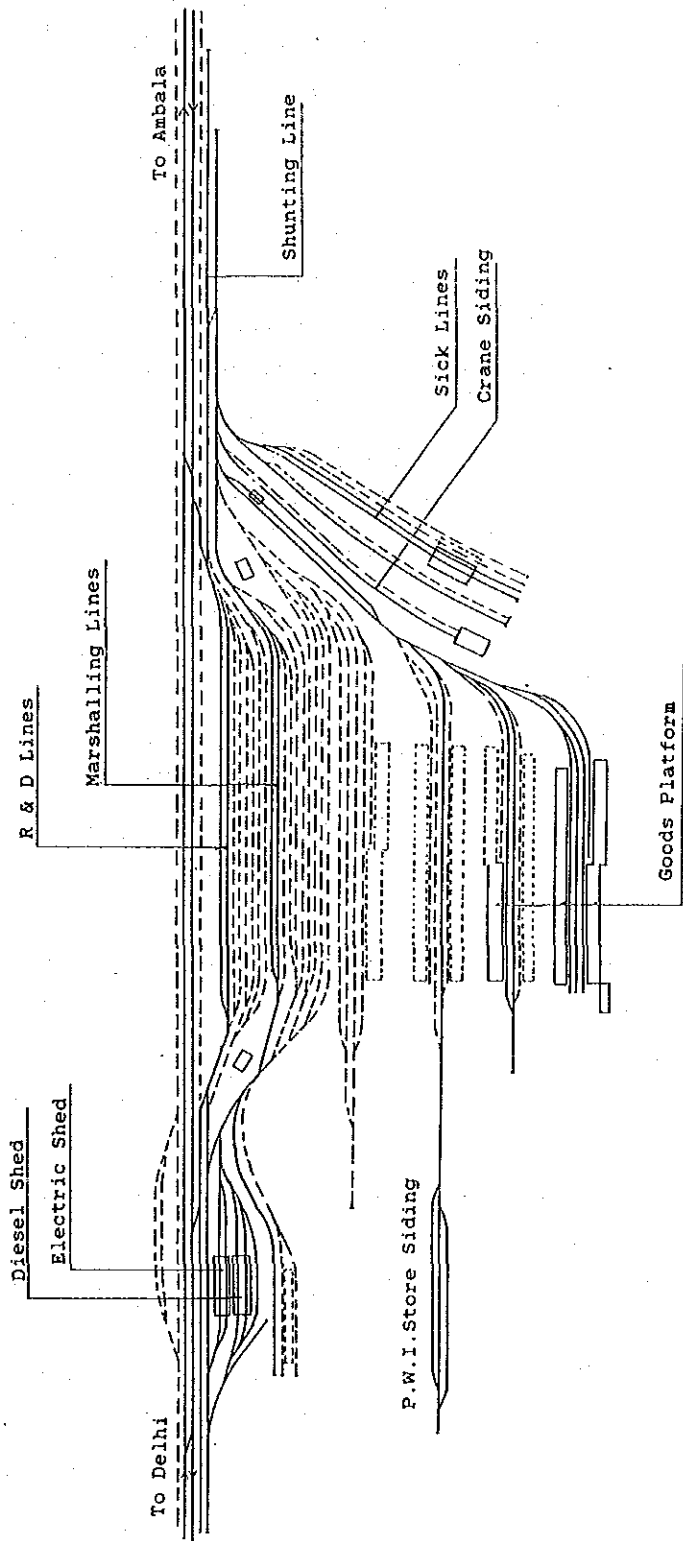 To Delhi
To Ambala
Diesel Shed
Electric Shed
R & D Lines
Marshalling Lines
Shunting Line
Sick Lines
Crane Siding
P.W.I.Store Siding
Goods Platform